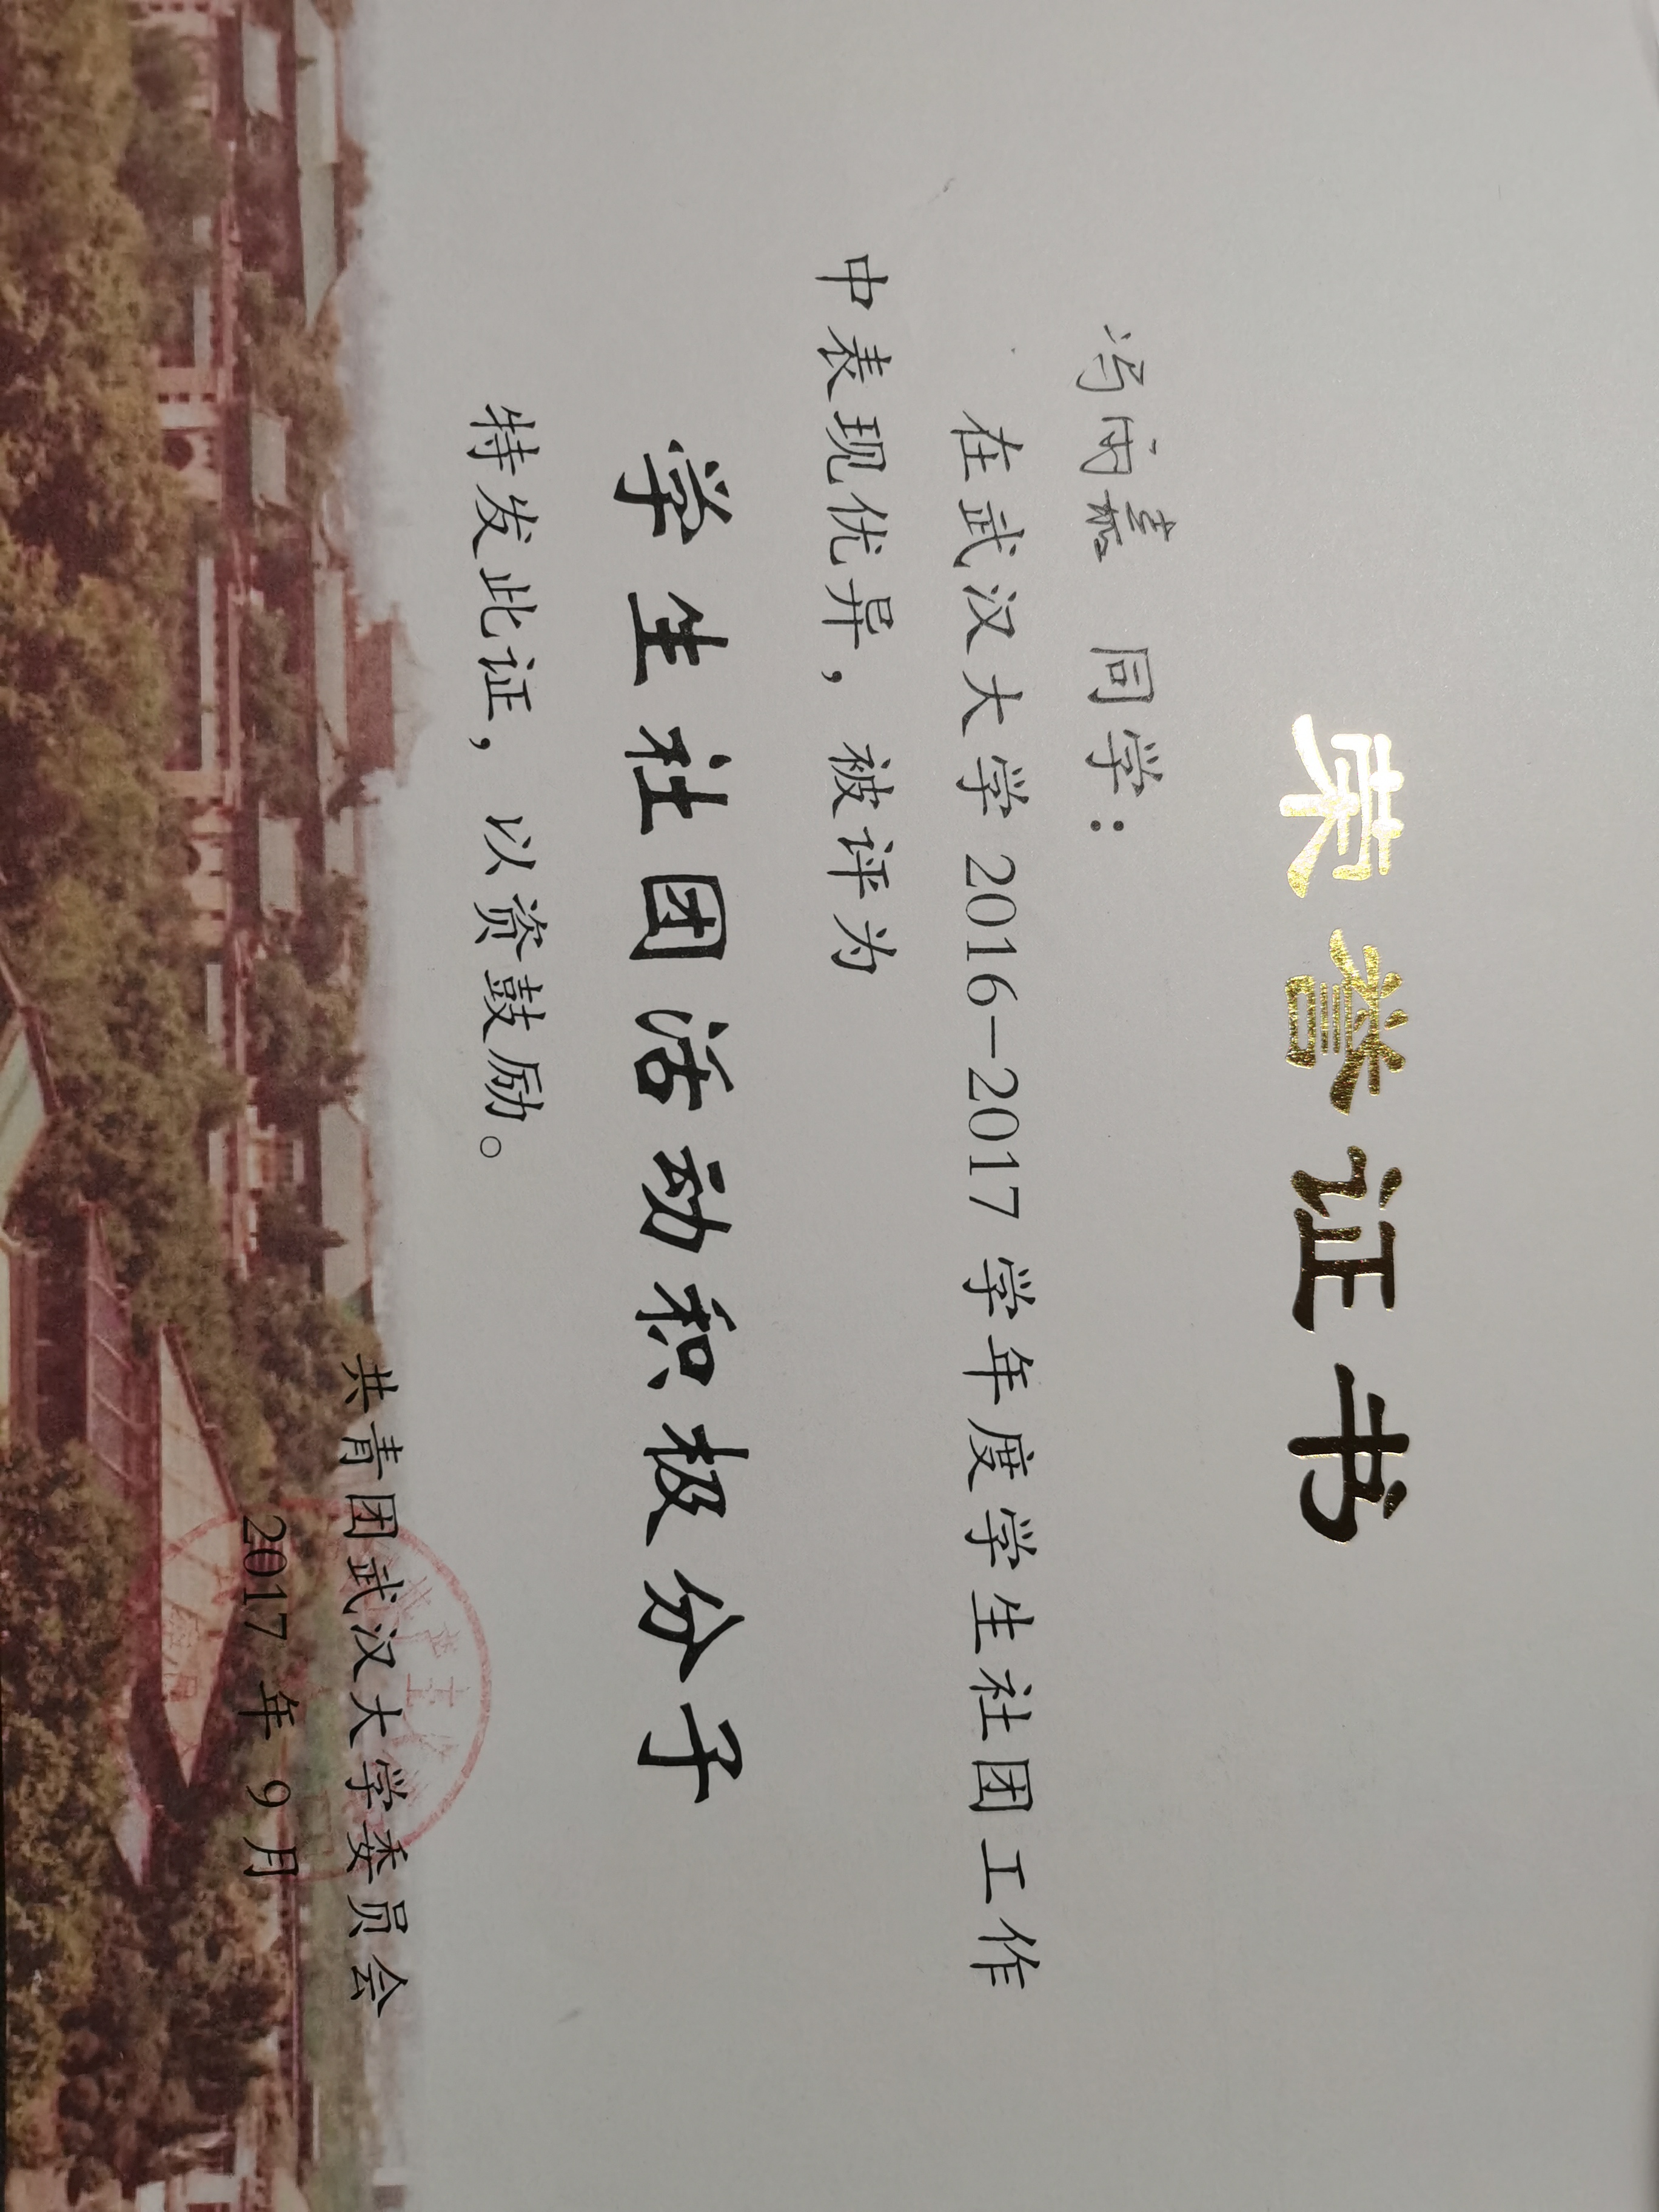 荣誉证书
冯雨嘉 同学：
在武汉大学 2016-2017 学年度学生社团工作
中表现优异，被评为
学生社团活动积极分子
特发此证，以资鼓励。
共青团武汉大学委员会
2017 年 9 月